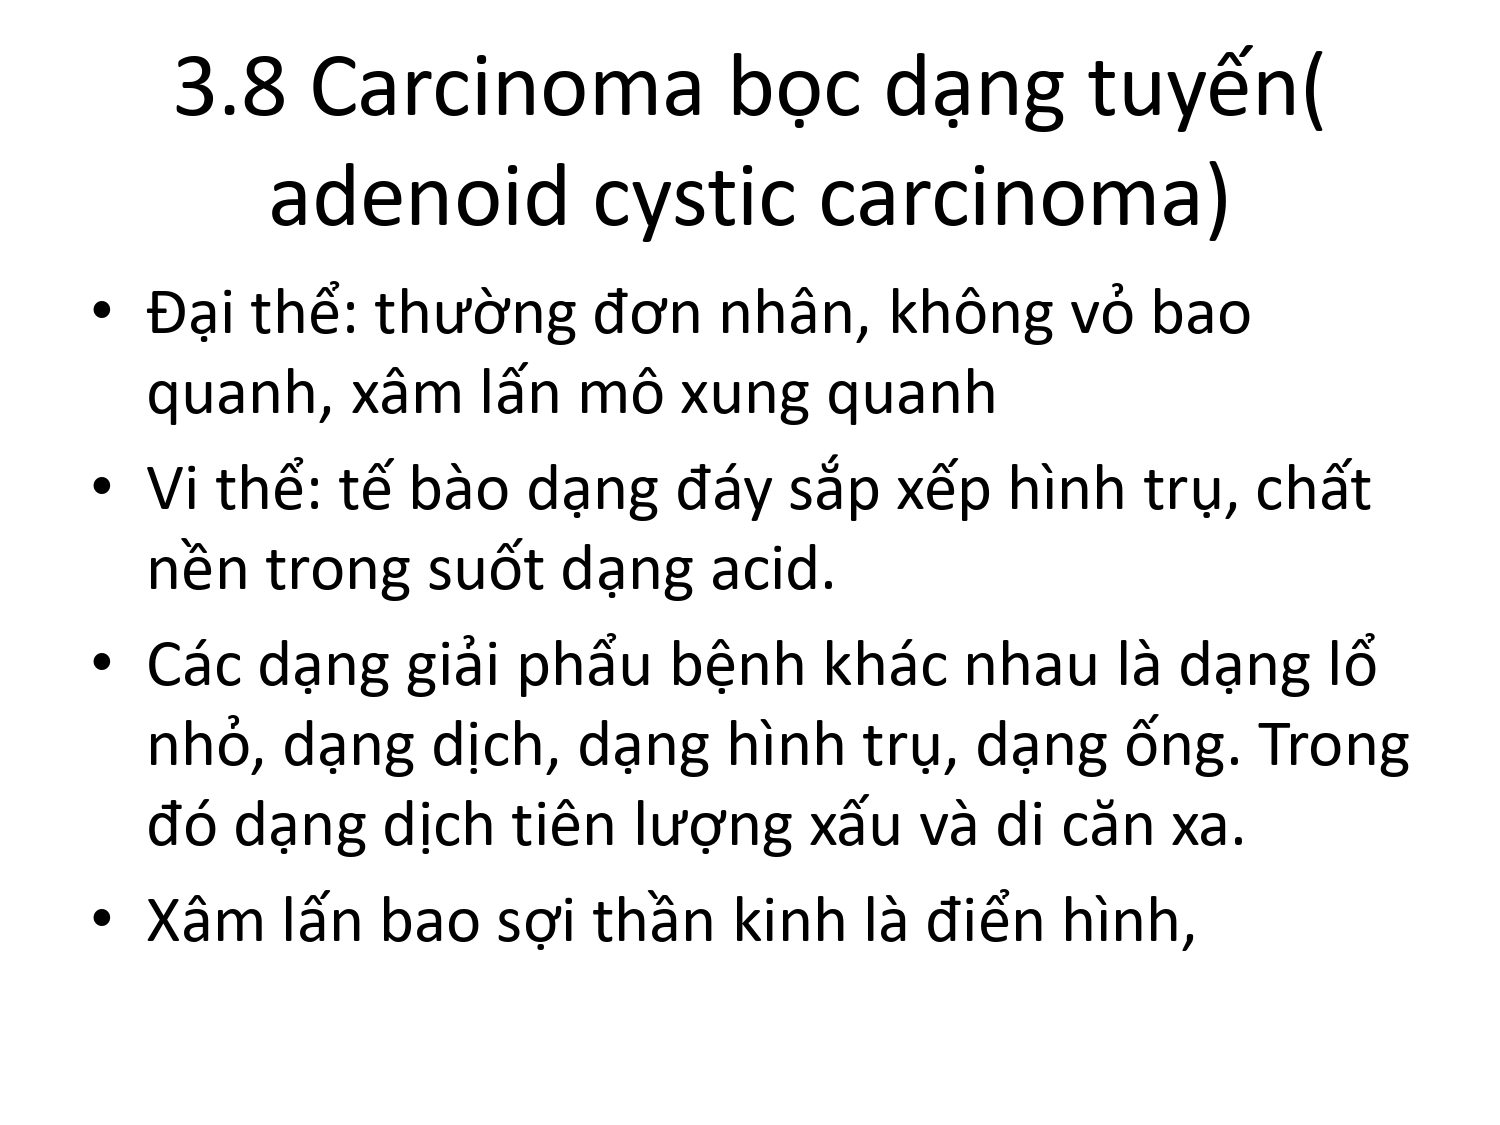 3.8 Carcinoma bọc dạng tuyến(
adenoid cystic carcinoma)
• Đại thể: thường đơn nhân, không vỏ bao
quanh, xâm lấn mô xung quanh
• Vi thể: tế bào dạng đáy sắp xếp hình trụ, chất
nền trong suốt dạng acid.
• Các dạng giải phẩu bệnh khác nhau là dạng lổ
nhỏ, dạng dịch, dạng hình trụ, dạng ống. Trong
đó dạng dịch tiên lượng xấu và di căn xa.
• Xâm lấn bao sợi thần kinh là điển hình,